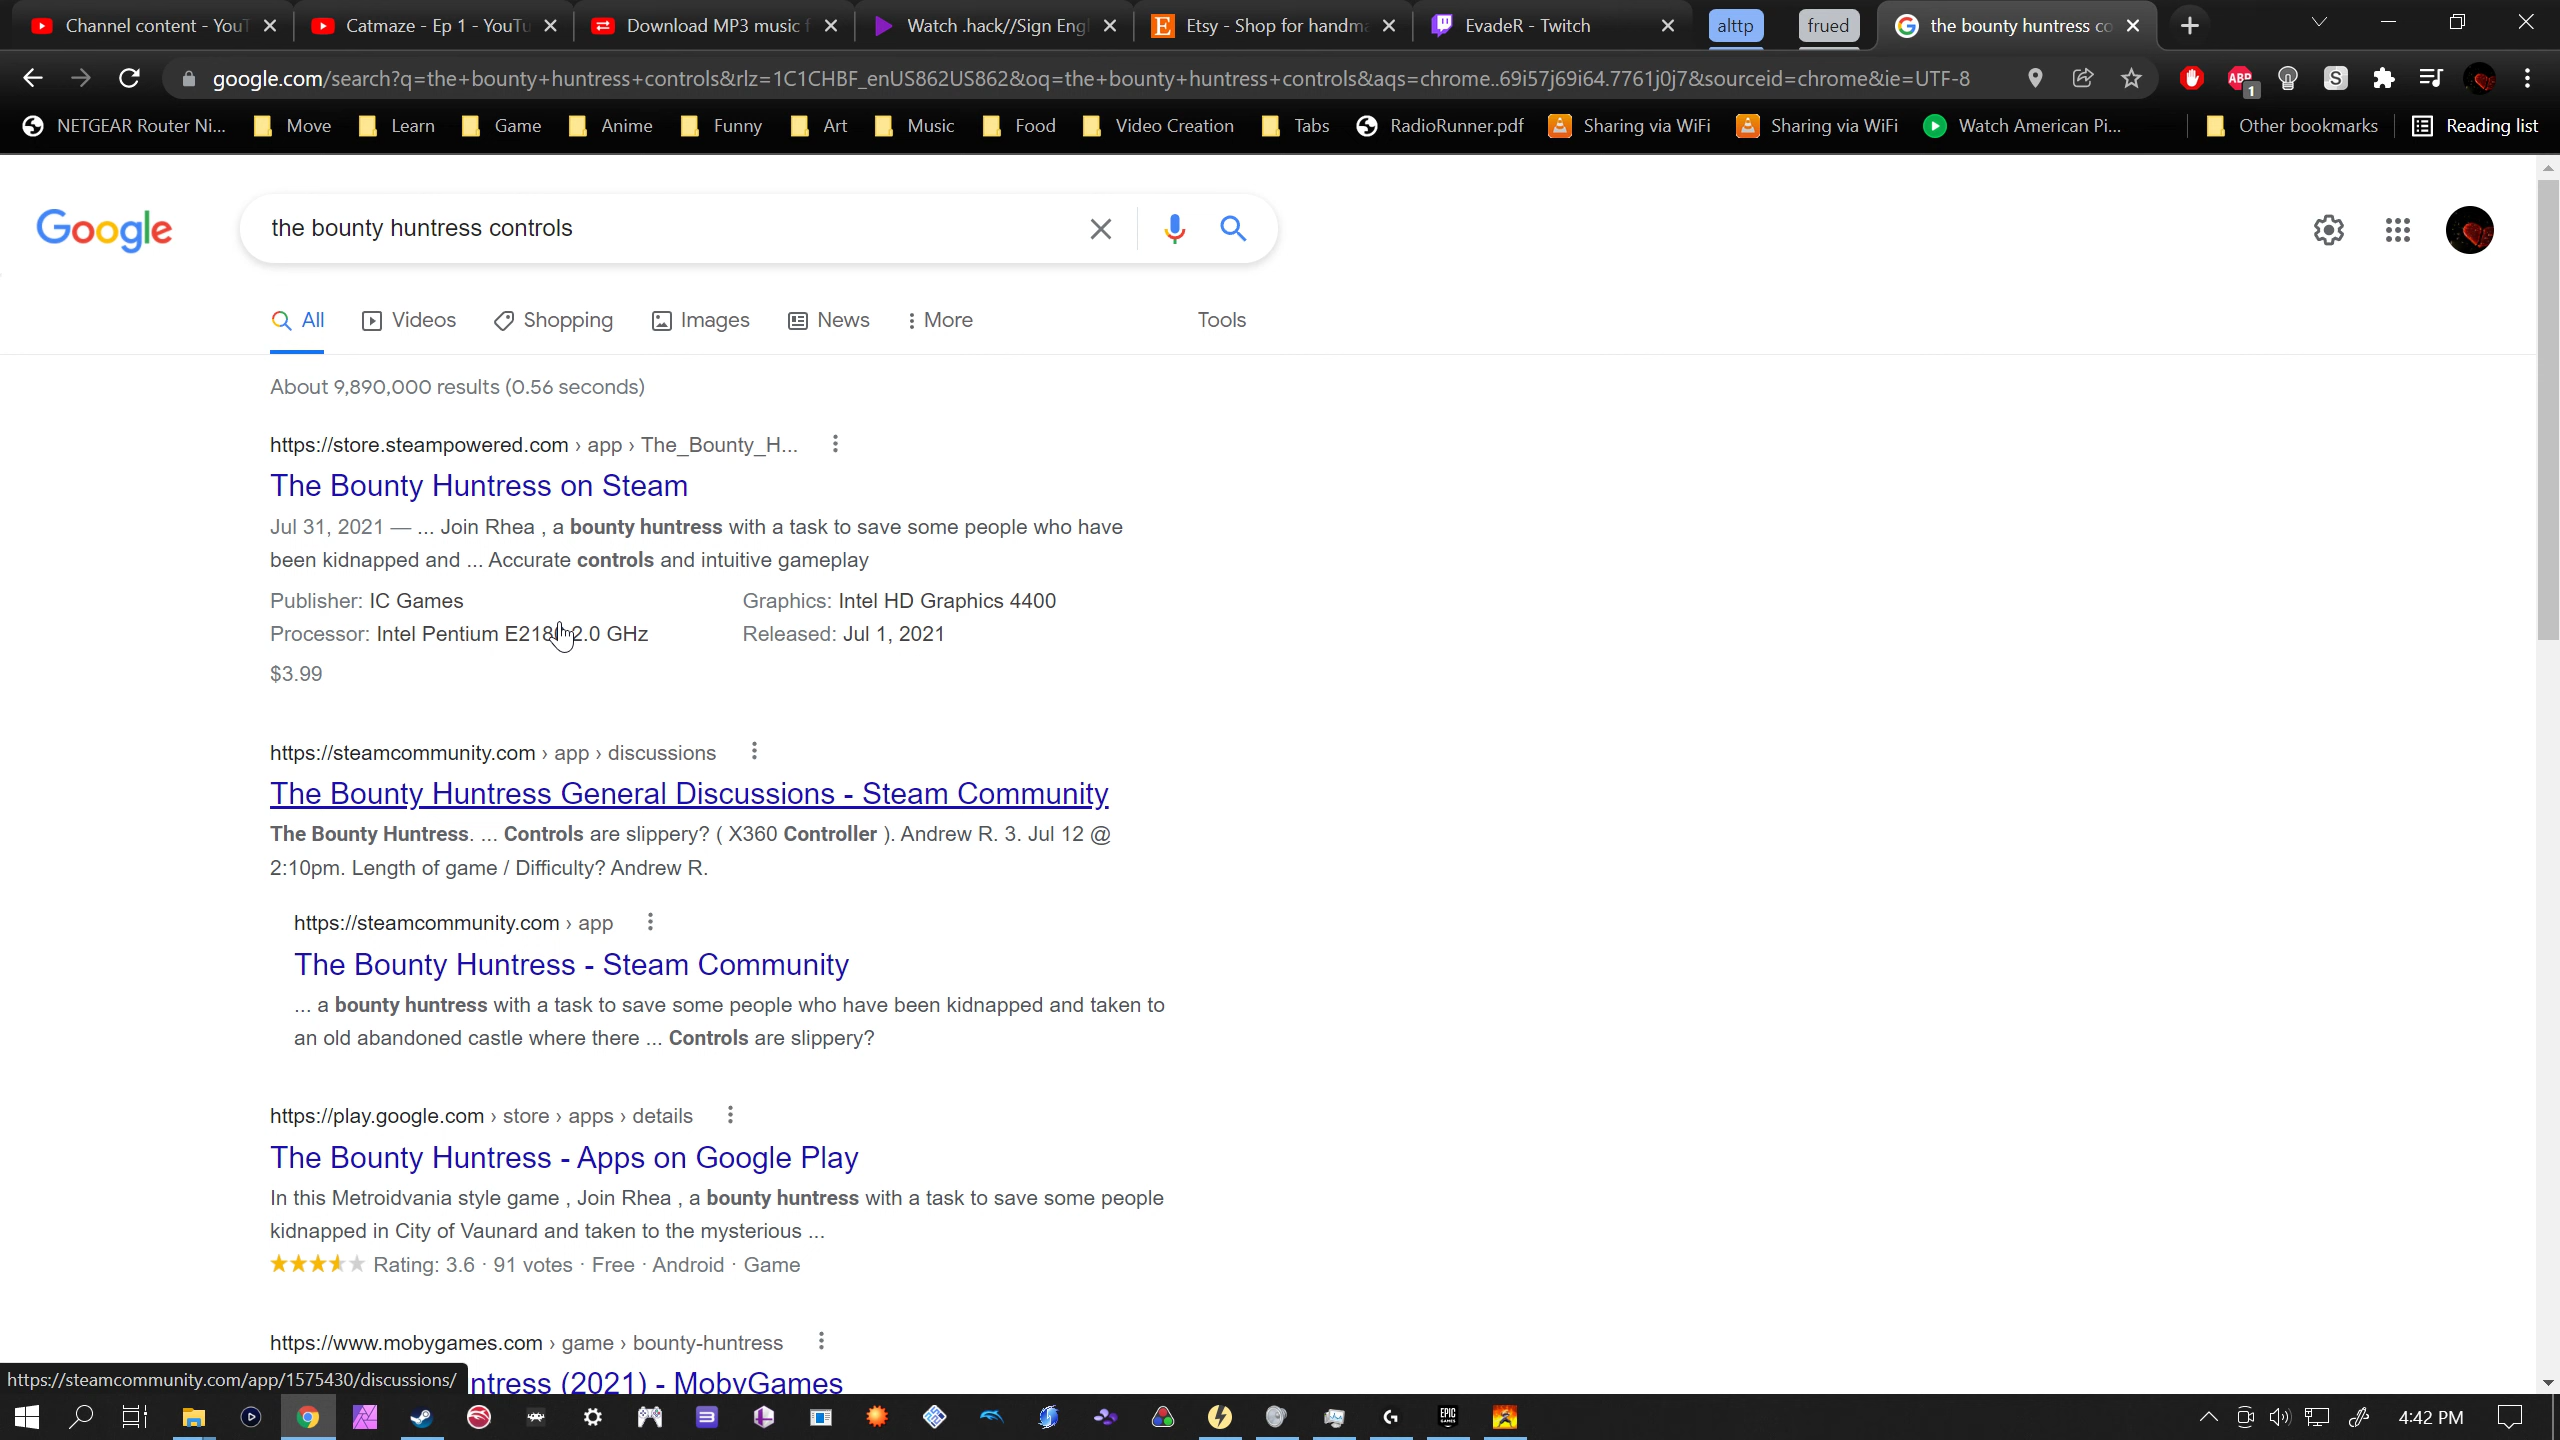 Channel content - YouT
Catmaze - Ep 1 - YouTu
Download MP3 music f
Watch .hack//Sign Eng
Etsy - Shop for handma
EvadeR - Twitch
alttp
frued
the bounty huntress co
google.com/search?q=the+bounty+huntress+controls&rlz=1C1CHBF_enUS862US862&oq=the+bounty+huntress+controls&aqs=chrome..69i57j69i64.7761j0j7&sourceid=chrome&ie=UTF-8
ABP
1
S
NETGEAR Router Ni...
Move
Learn
Game
Anime
Funny
Art
Music
Food
Video Creation
Tabs
RadioRunner.pdf
Sharing via WiFi
Sharing via WiFi
Watch American Pi...
Other bookmarks
Reading list
Google
the bounty huntress controls
All
Videos
Shopping
Images
News
More
Tools
About 9,890,000 results (0.56 seconds)
https://store.steampowered.com › app › The_Bounty_H...
The Bounty Huntress on Steam
Jul 31, 2021 — ... Join Rhea , a bounty huntress with a task to save some people who have
been kidnapped and ... Accurate controls and intuitive gameplay
Publisher: IC Games
Graphics: Intel HD Graphics 4400
Processor: Intel Pentium 2.0 GHz
Released: Jul 1, 2021
$3.99
https://steamcommunity.com › app › discussions
The Bounty Huntress General Discussions - Steam Community
The Bounty Huntress. ... Controls are slippery? ( X360 Controller ). Andrew R. 3. Jul 12 @
2:10pm. Length of game / Difficulty? Andrew R.
https://steamcommunity.com › app
The Bounty Huntress - Steam Community
... a bounty huntress with a task to save some people who have been kidnapped and taken to
an old abandoned castle where there ... Controls are slippery?
https://play.google.com › store › apps › details
The Bounty Huntress - Apps on Google Play
In this Metroidvania style game , Join Rhea , a bounty huntress with a task to save some people
kidnapped in City of Vaunard and taken to the mysterious ...
Rating: 3.6 · 91 votes · Free · Android · Game
https://www.mobygames.com › game › bounty-huntress
https://steamcommunity.com/app/1575430/discussions/
ntress (2021) - MobyGames
EPIC GAMES
4:42 PM